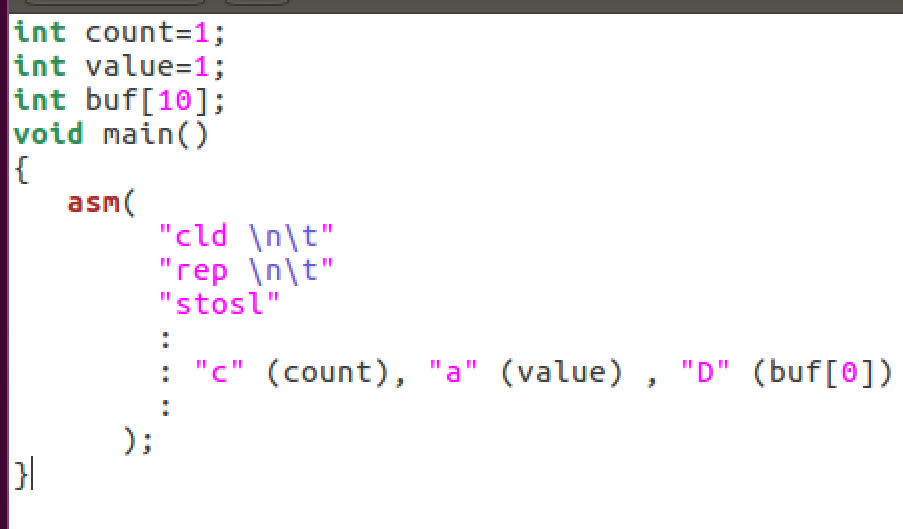 int count=1;
int value=1;
int buf[10];
void main()
{
   asm(
        "cld \n\t"
        "rep \n\t"
        "stosl"
        :
        : "c" (count), "a" (value) , "D" (buf[0])
        :
      );
}